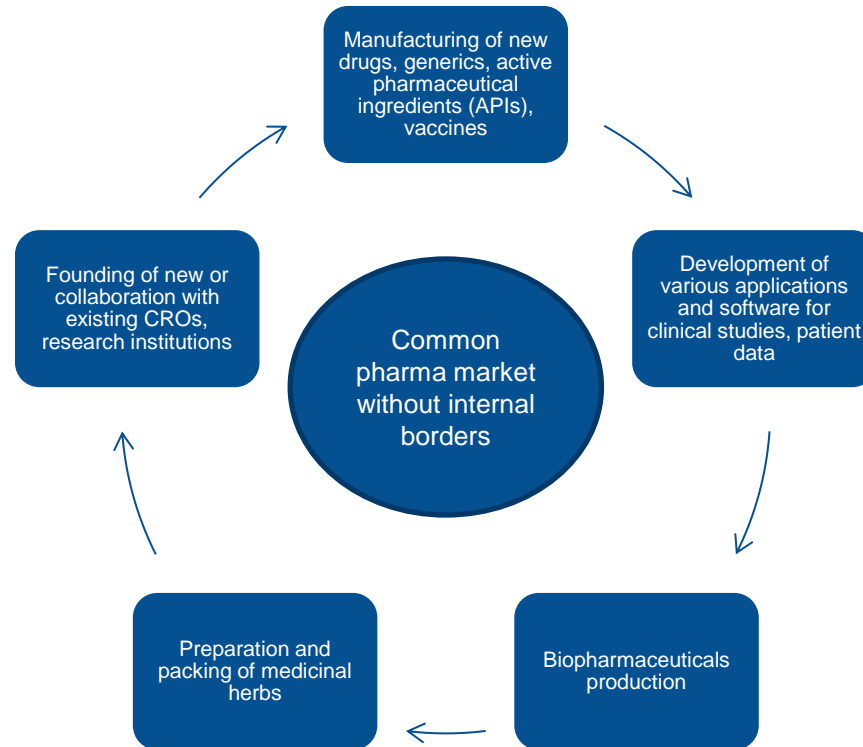 Manufacturing of new
drugs, generics, active
pharmaceutical
ingredients (APIs),
vaccines
Development of
various applications
and software for
clinical studies, patient
data
Biopharmaceuticals
production
Preparation and
packing of medicinal
herbs
Founding of new or
collaboration with
existing CROs,
research institutions
Common
pharma market
without internal
borders